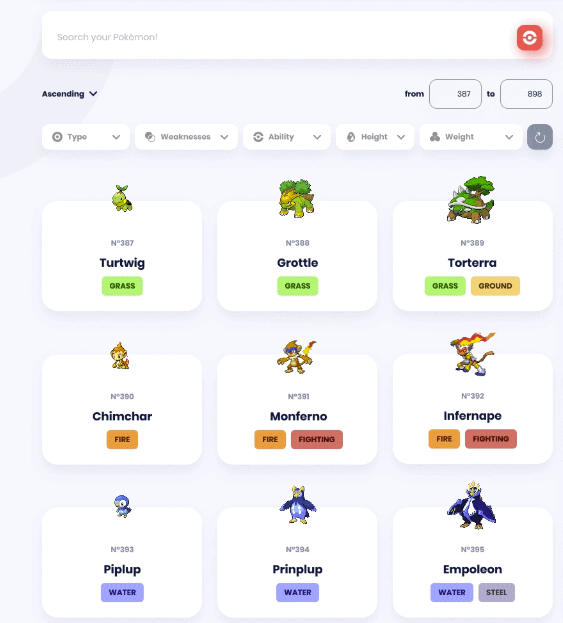 Search your Pokémon!
Ascending from 387 to 898
Type Weaknesses Ability Height Weight
N°387 N°388 N°389
Turtwig Grottle Torterra
GRASS GRASS GRASS GROUND
N°390 N°391 N°392
Chimchar Monferno Infernape
FIRE FIRE FIGHTING FIRE FIGHTING
N°393 N°394 N°395
Piplup Prinplup Empoleon
WATER WATER WATER STEEL